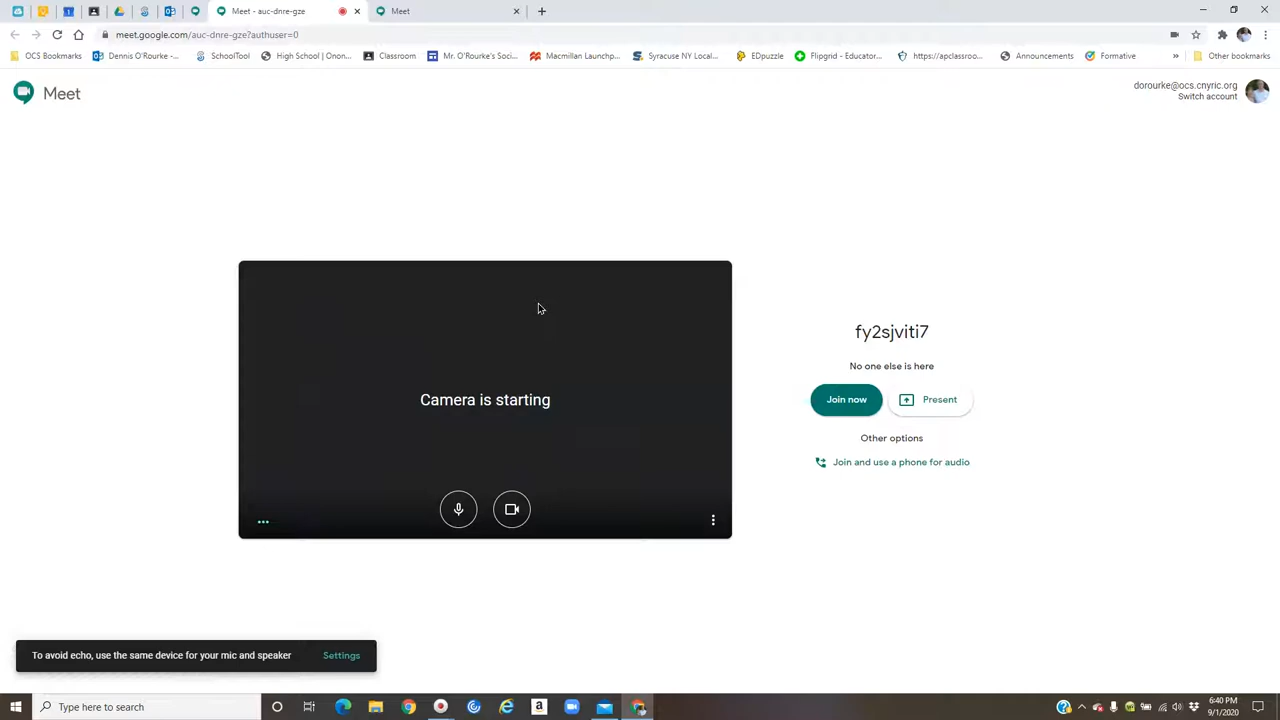 Meet - auc-dnre-gze
Meet
meet.google.com/auc-dnre-gze?authuser=0
OCS Bookmarks
Dennis O'Rourke -...
SchoolTool
High School | Onon...
Classroom
Mr. O'Rourke's Soci...
Macmillan Launchp...
Syracuse NY Local...
EDpuzzle
Flipgrid - Educator...
https://apclassroo...
Announcements
Formative
»
Other bookmarks
Meet
dorourke@ocs.cnyric.org
Switch account
Camera is starting
fy2sjviti7
No one else is here
Join now
Present
Other options
Join and use a phone for audio
To avoid echo, use the same device for your mic and speaker
Settings
Type here to search
6:40 PM
9/1/2020